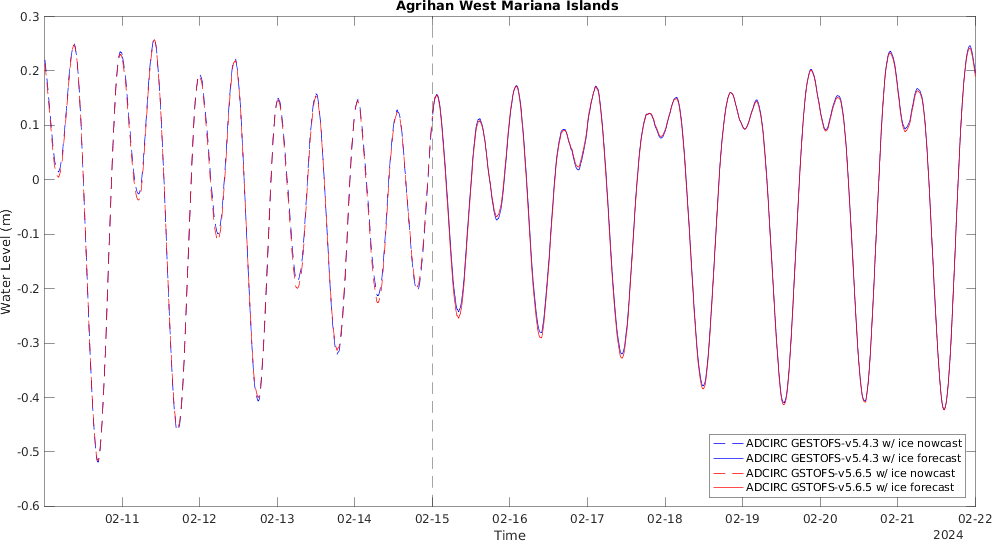 Agrihan West Mariana Islands
Water Level (m)
0.3
0.2
0.1
0
-0.1
-0.2
-0.3
-0.4
-0.5
-0.6
ADCIRC GESTOFS-v5.4.3 w/ ice nowcast
ADCIRC GESTOFS-v5.4.3 w/ ice forecast
ADCIRC GSTOFS-v5.6.5 w/ ice nowcast
ADCIRC GSTOFS-v5.6.5 w/ ice forecast
02-11 02-12 02-13 02-14 02-15 02-16 02-17 02-18 02-19 02-20 02-21 02-22
Time
2024